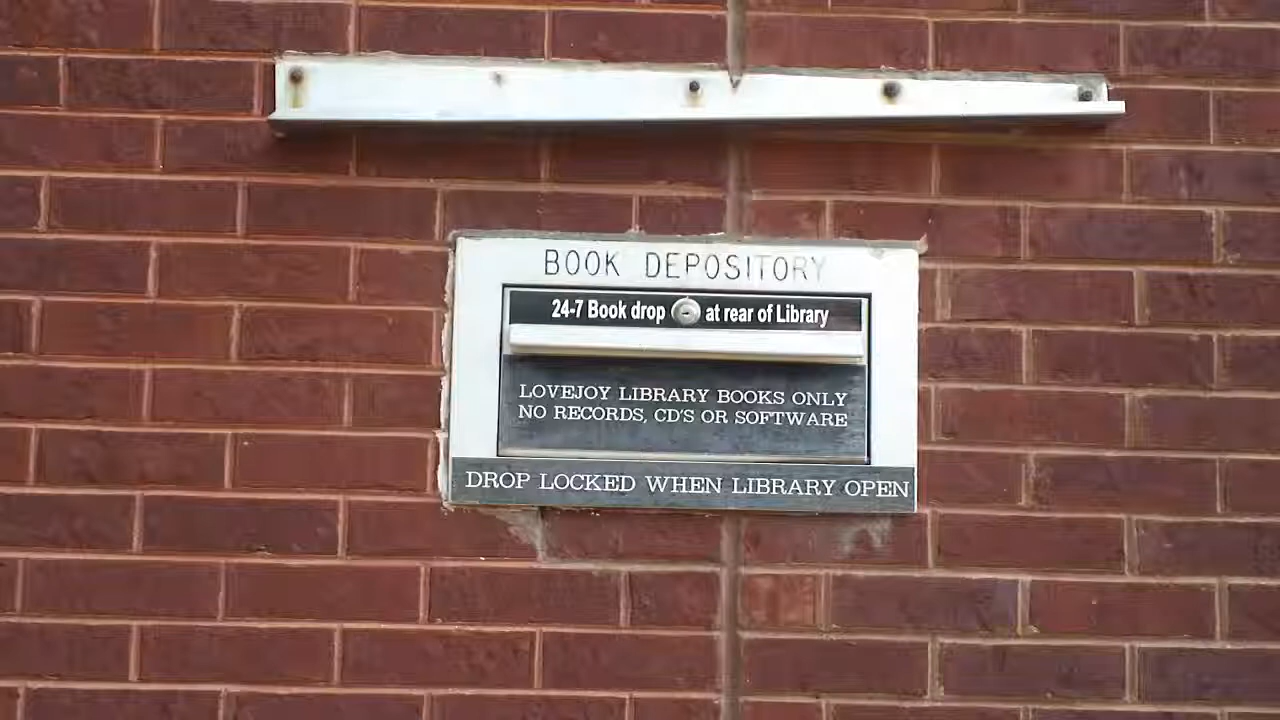 BOOK DEPOSITORY
24-7 Book drop at rear of Library
LOVEJOY LIBRARY BOOKS ONLY
NO RECORDS, CD'S OR SOFTWARE
DROP LOCKED WHEN LIBRARY OPEN